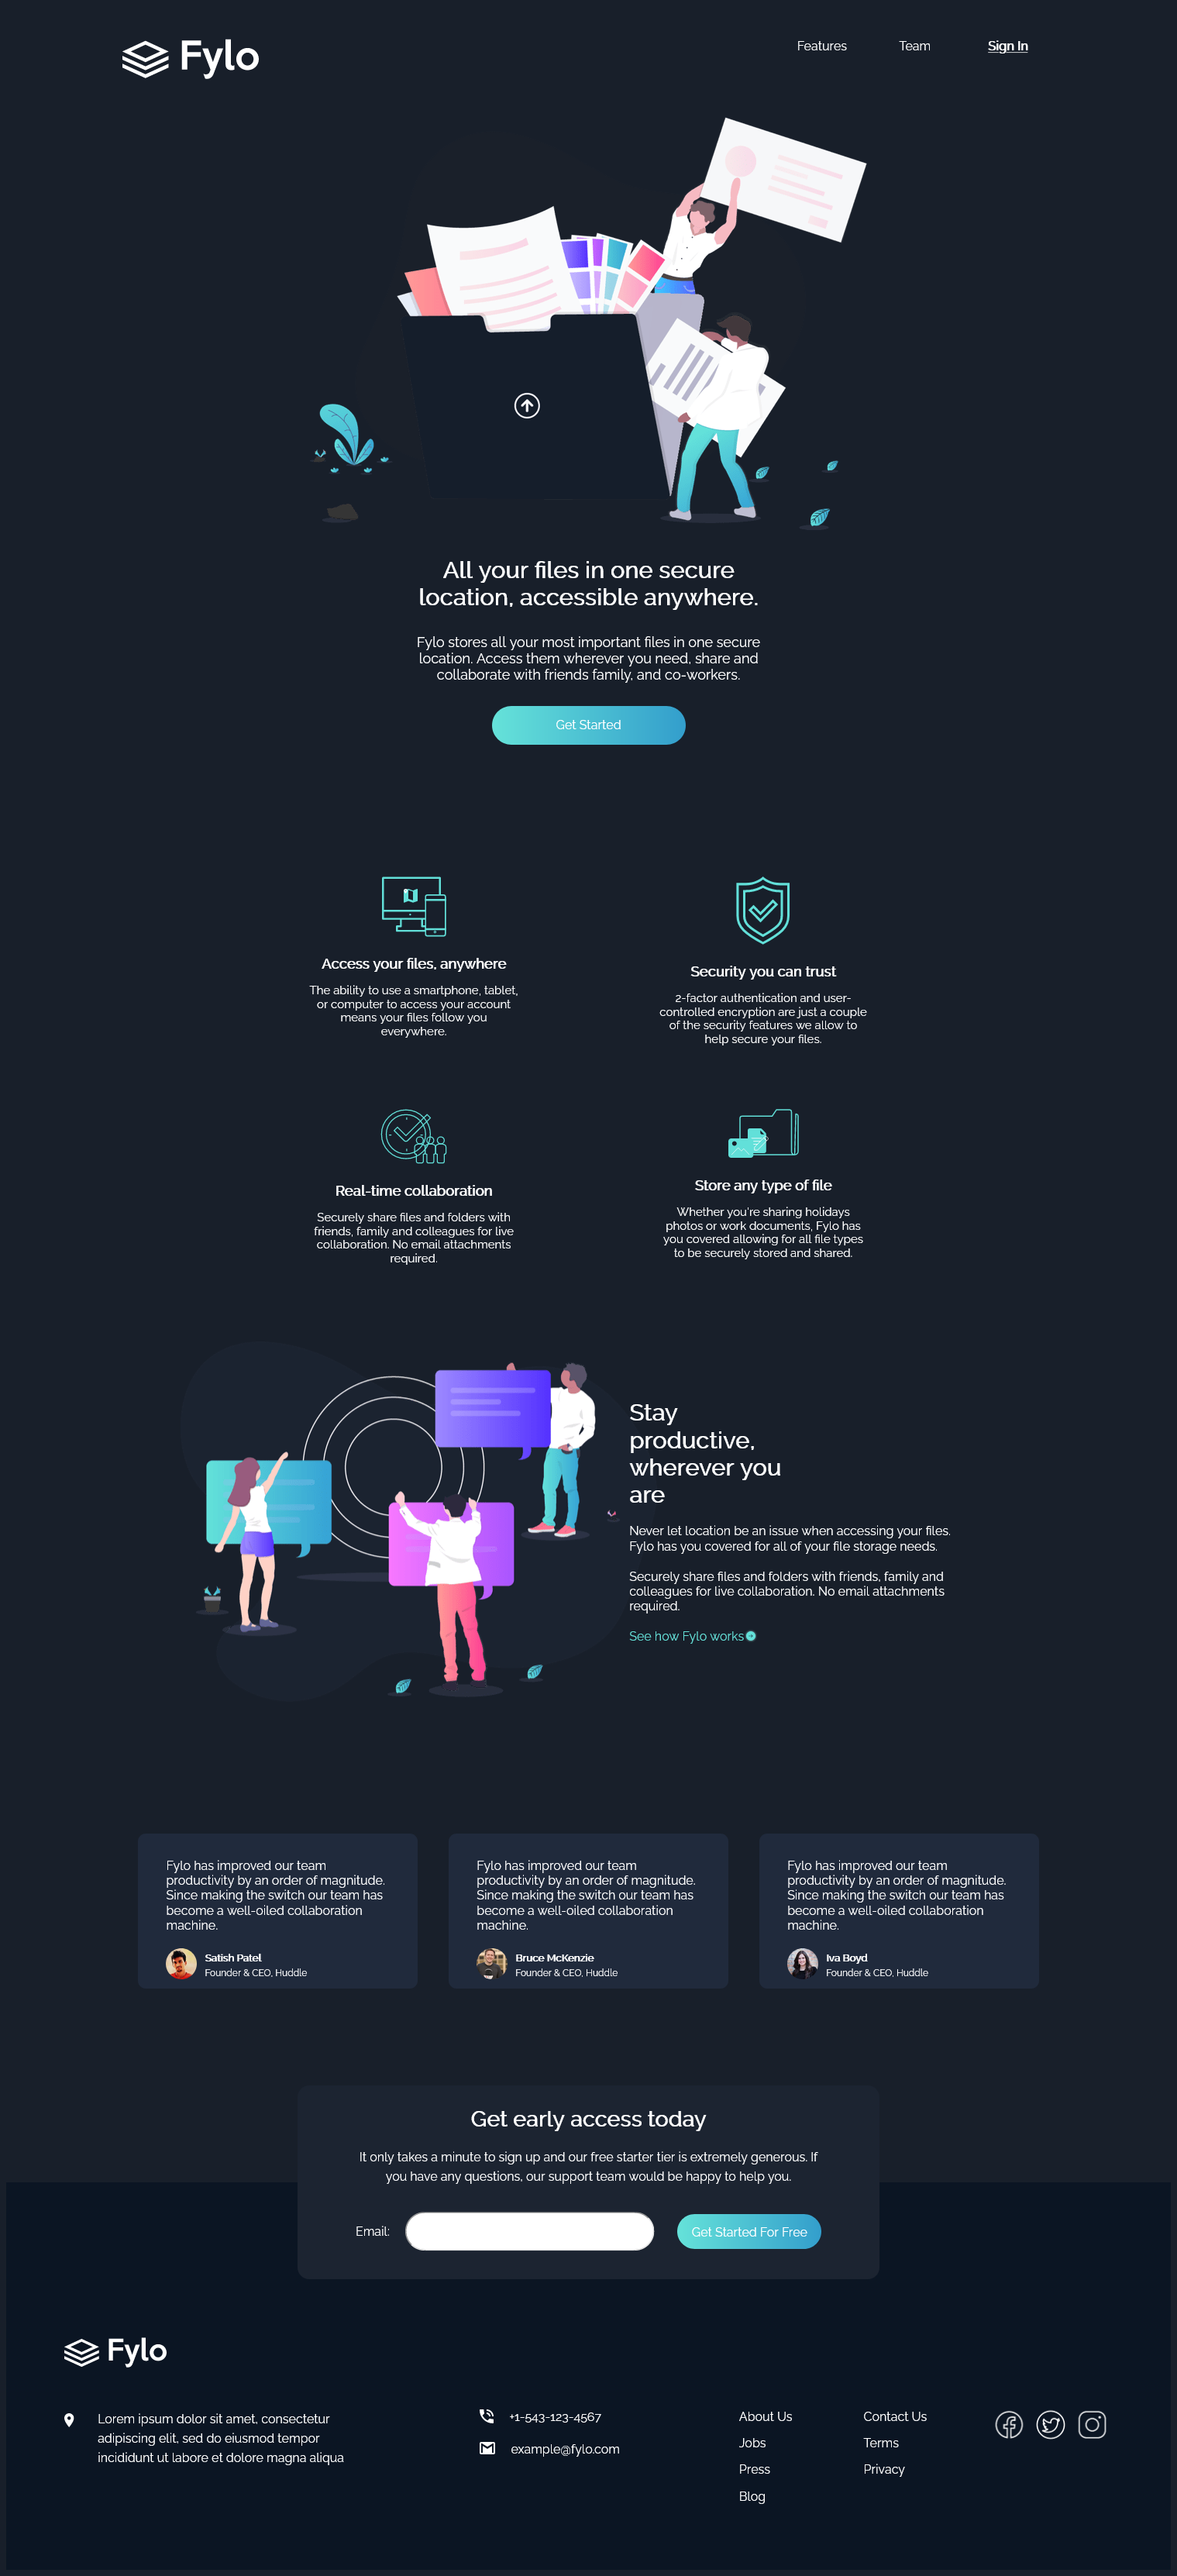 Fylo
Features
Team
Sign In
All your files in one secure
location, accessible anywhere.
Fylo stores all your most important files in one secure
location. Access them wherever you need, share and
collaborate with friends family, and co-workers.
Get Started
Access your files, anywhere
The ability to use a smartphone, tablet,
or computer to access your account
means your files follow you
everywhere.
Security you can trust
2-factor authentication and user-
controlled encryption are just a couple
of the security features we allow to
help secure your files.
Real-time collaboration
Securely share files and folders with
friends, family and colleagues for live
collaboration. No email attachments
required.
Store any type of file
Whether you're sharing holidays
photos or work documents, Fylo has
you covered allowing for all file types
to be securely stored and shared.
Stay
productive,
wherever you
are
Never let location be an issue when accessing your files.
Fylo has you covered for all of your file storage needs.
Securely share files and folders with friends, family and
colleagues for live collaboration. No email attachments
required.
See how Fylo works
Fylo has improved our team
productivity by an order of magnitude.
Since making the switch our team has
become a well-oiled collaboration
machine.
Satish Patel
Founder & CEO, Huddle
Fylo has improved our team
productivity by an order of magnitude.
Since making the switch our team has
become a well-oiled collaboration
machine.
Bruce McKenzie
Founder & CEO, Huddle
Fylo has improved our team
productivity by an order of magnitude.
Since making the switch our team has
become a well-oiled collaboration
machine.
Iva Boyd
Founder & CEO, Huddle
Get early access today
It only takes a minute to sign up and our free starter tier is extremely generous. If
you have any questions, our support team would be happy to help you.
Email:
Get Started For Free
Fylo
Lorem ipsum dolor sit amet, consectetur
adipiscing elit, sed do eiusmod tempor
incididunt ut labore et dolore magna aliqua
+1-543-123-4567
example@fylo.com
About Us
Jobs
Press
Blog
Contact Us
Terms
Privacy